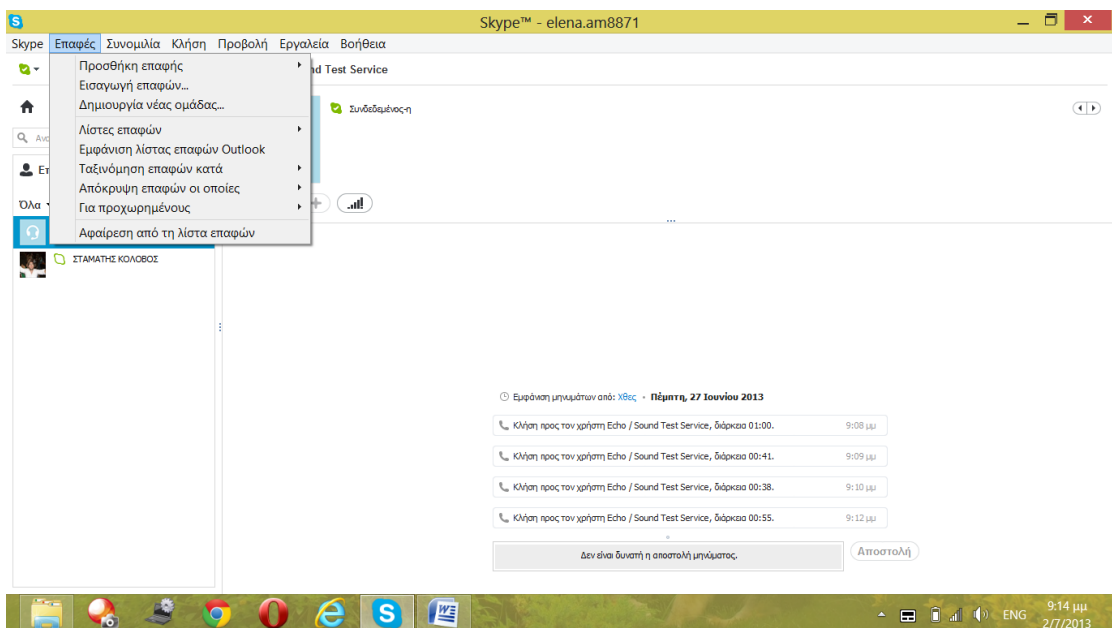 Skype™ - elena.am8871
Skype Επαφές Συνομιλία Κλήση Προβολή Εργαλεία Βοήθεια
Προσθήκη επαφής
Εισαγωγή επαφών...
Δημιουργία νέας ομάδας...
Λίστες επαφών
Εμφάνιση λίστας επαφών Outlook
Ταξινόμηση επαφών κατά
Απόκρυψη επαφών οι οποίες
Για προχωρημένους
Αφαίρεση από τη λίστα επαφών
Test Service
Συνδεδεμένος-η
Όλα
ΣΤΑΜΑΤΗΣ ΚΟΛΟΒΟΣ
Εμφάνιση μηνυμάτων από: Χθες • Πέμπτη, 27 Ιουνίου 2013
Κλήση προς τον χρήστη Echo / Sound Test Service, διάρκεια 01:00. 9:08 μμ
Κλήση προς τον χρήστη Echo / Sound Test Service, διάρκεια 00:41. 9:09 μμ
Κλήση προς τον χρήστη Echo / Sound Test Service, διάρκεια 00:38. 9:10 μμ
Κλήση προς τον χρήστη Echo / Sound Test Service, διάρκεια 00:55. 9:12 μμ
Δεν είναι δυνατή η αποστολή μηνύματος. Αποστολή
ENG 9:14 μμ
2/7/2013